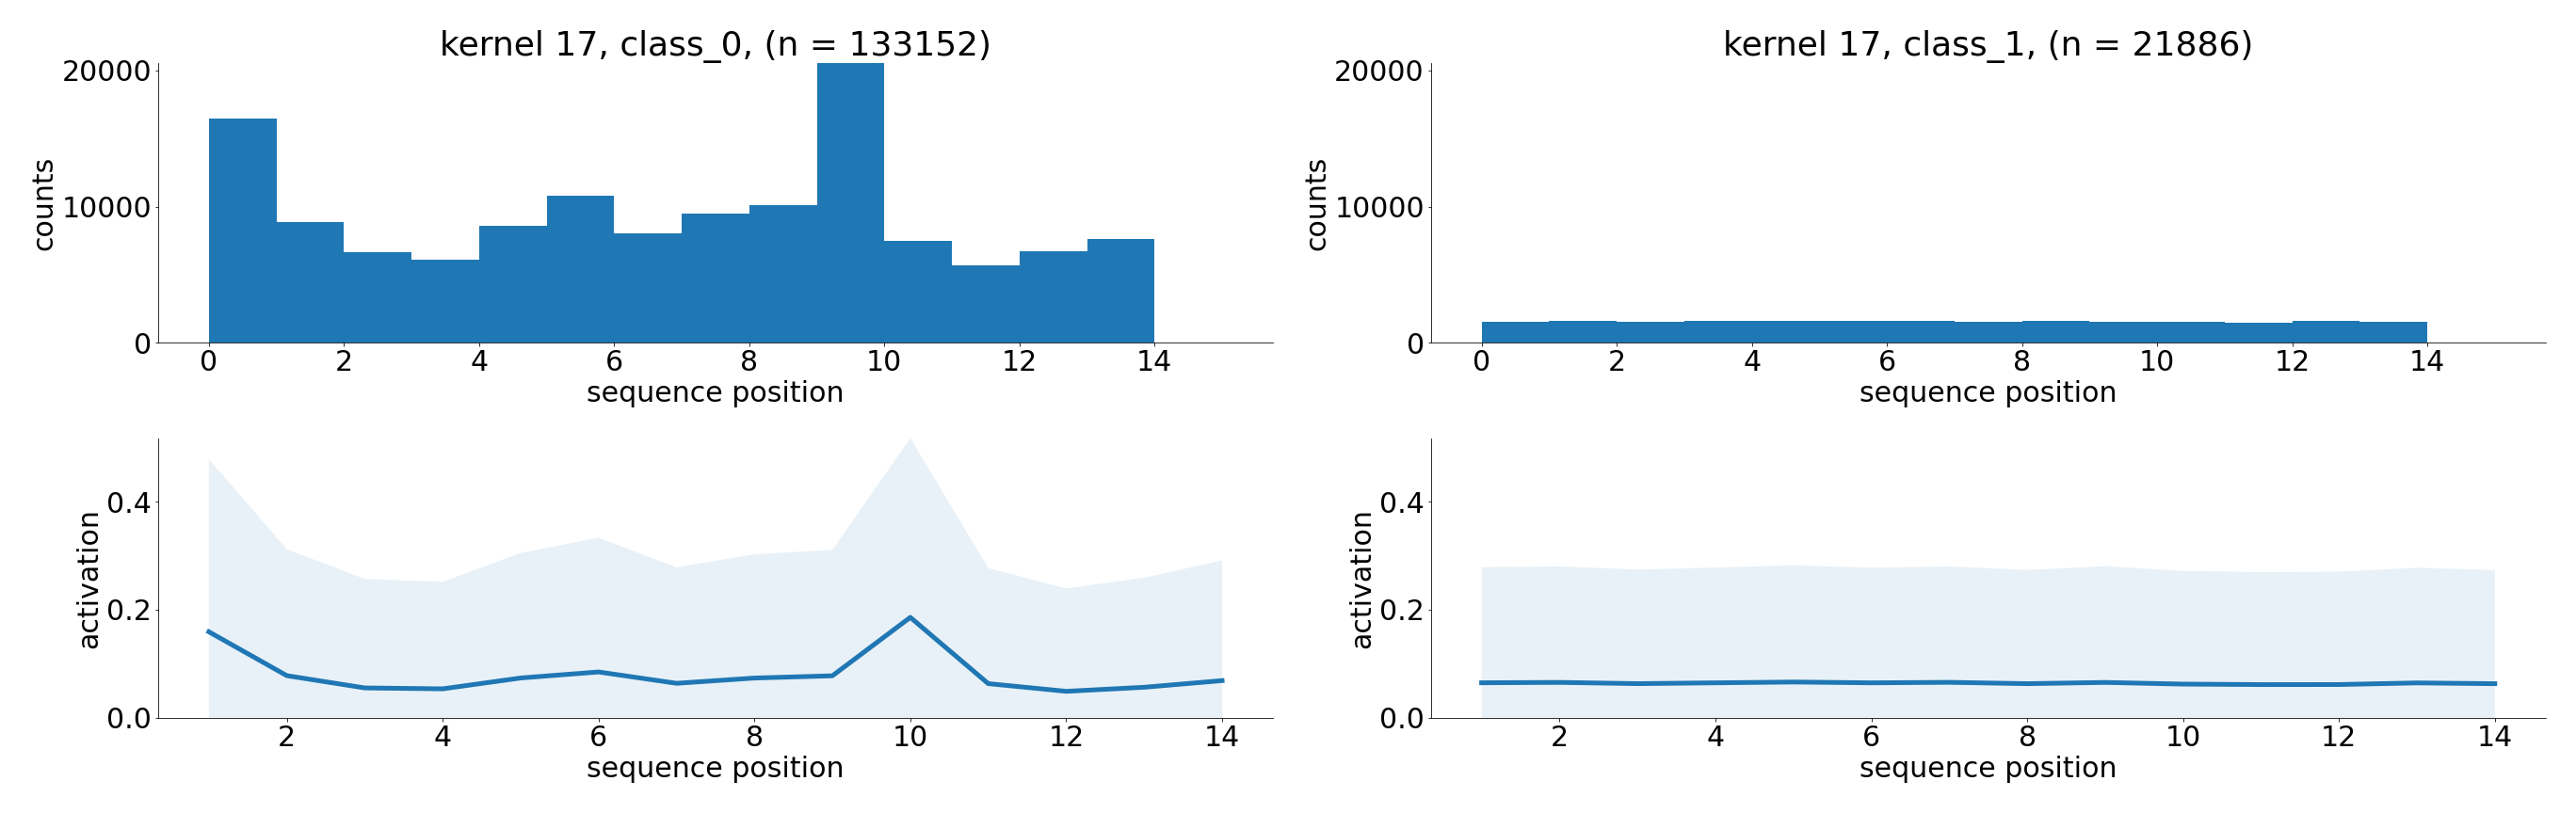 kernel 17, class_0, (n = 133152)
20000
10000
0
counts
0 2 4 6 8 10 12 14
sequence position
kernel 17, class_1, (n = 21886)
20000
10000
0
counts
0 2 4 6 8 10 12 14
sequence position
0.4
0.2
0.0
activation
2 4 6 8 10 12 14
sequence position
0.4
0.2
0.0
activation
2 4 6 8 10 12 14
sequence position